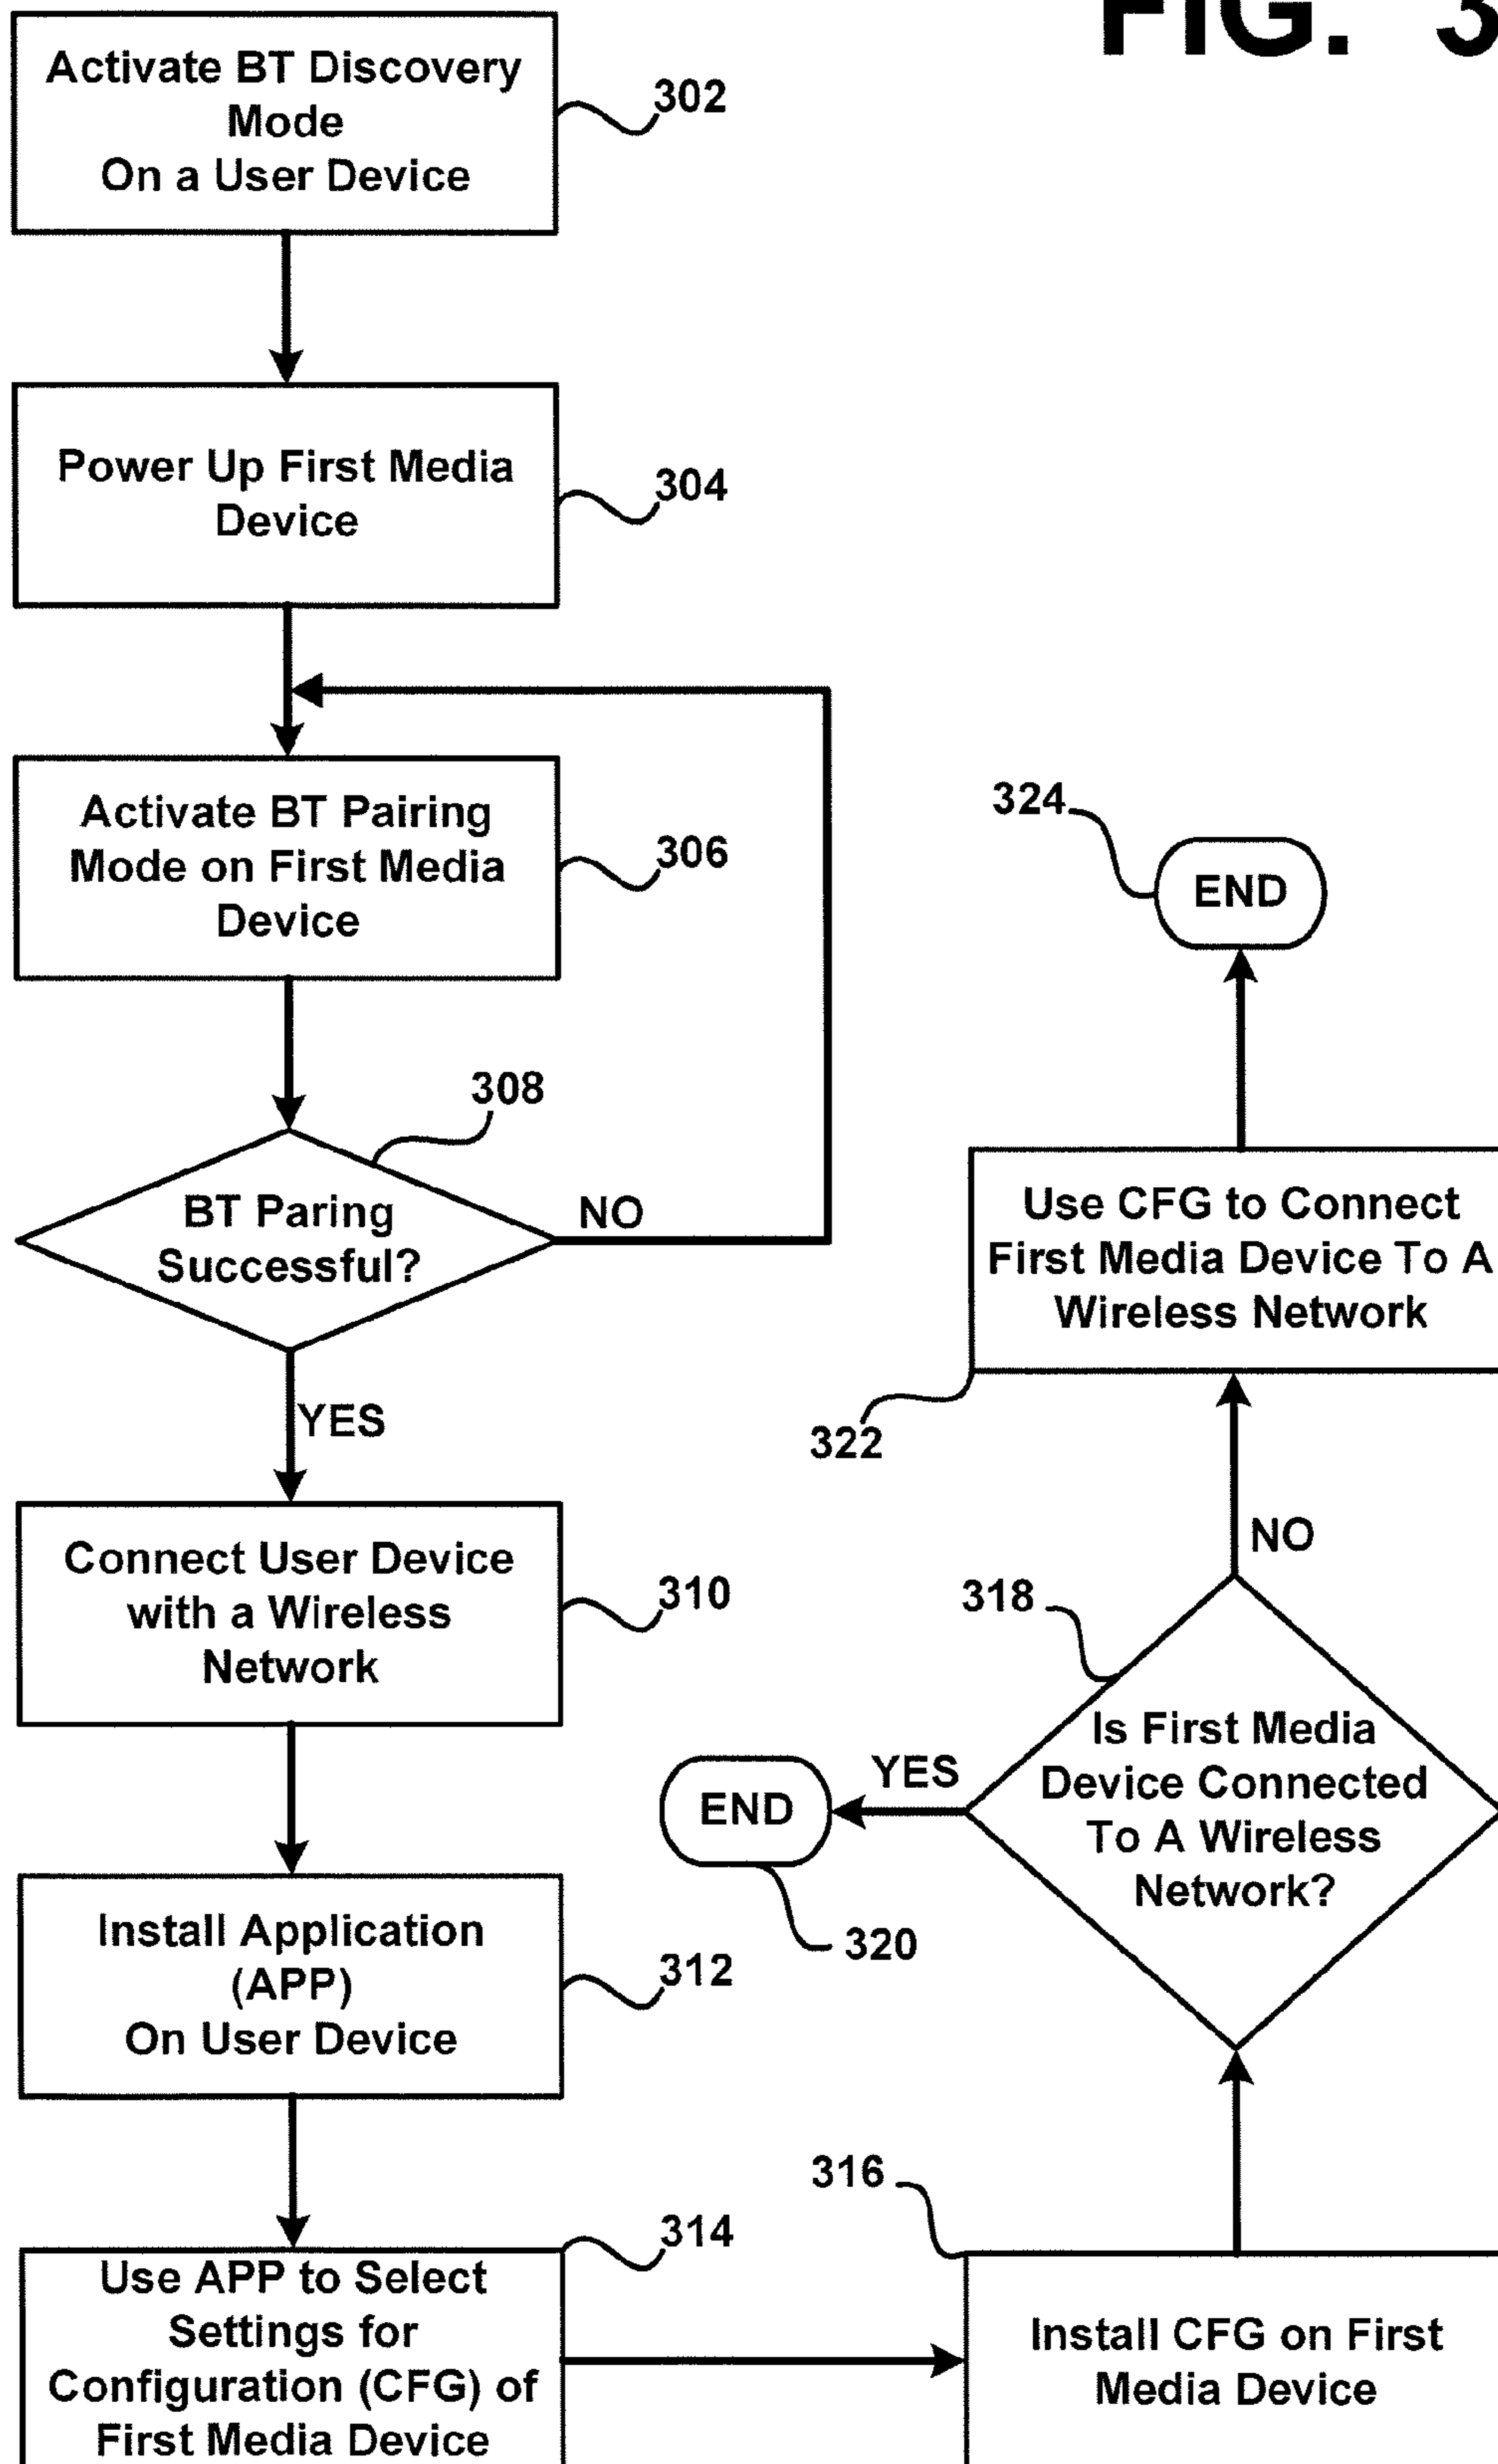 FIG. 3
Activate BT Discovery
Mode
On a User Device
302
Power Up First Media
Device
304
Activate BT Pairing
Mode on First Media
Device
306
308
BT Paring
Successful?
NO
YES
Connect User Device
with a Wireless
Network
310
Install Application
(APP)
On User Device
312
314
Use APP to Select
Settings for
Configuration (CFG) of
First Media Device
316
Install CFG on First
Media Device
318
Is First Media
Device Connected
To A Wireless
Network?
YES
END
320
NO
Use CFG to Connect
First Media Device To A
Wireless Network
322
324
END